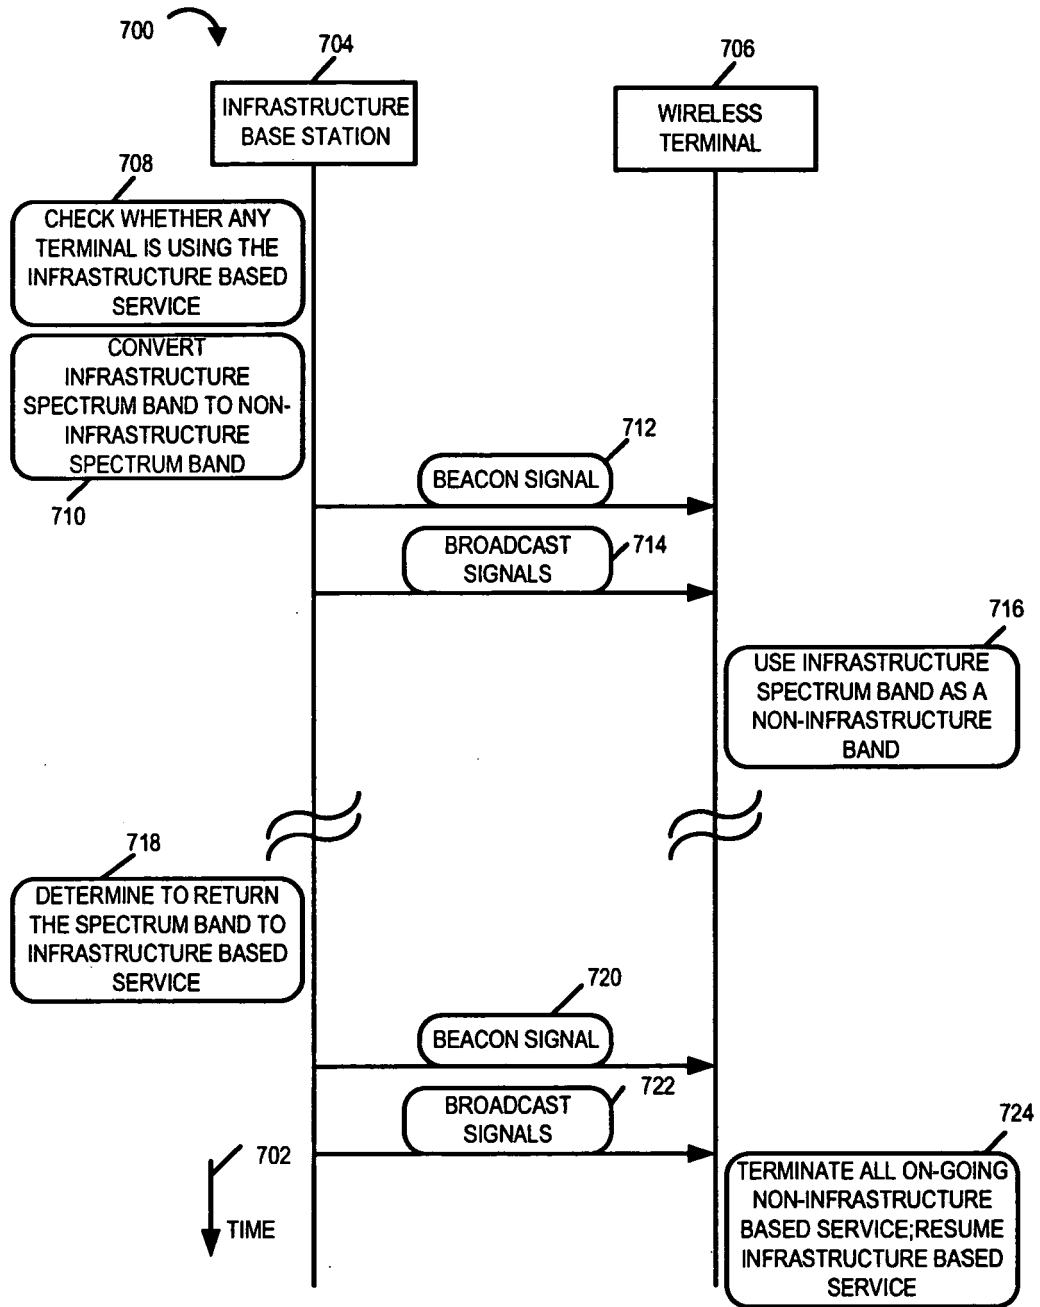 700
704
706
INFRASTRUCTURE
BASE STATION
WIRELESS
TERMINAL
708
CHECK WHETHER ANY
TERMINAL IS USING THE
INFRASTRUCTURE BASED
SERVICE
CONVERT
INFRASTRUCTURE
SPECTRUM BAND TO NON-
INFRASTRUCTURE
SPECTRUM BAND
710
712
BEACON SIGNAL
BROADCAST
SIGNALS
714
716
USE INFRASTRUCTURE
SPECTRUM BAND AS A
NON-INFRASTRUCTURE
BAND
718
DETERMINE TO RETURN
THE SPECTRUM BAND TO
INFRASTRUCTURE BASED
SERVICE
720
BEACON SIGNAL
BROADCAST
SIGNALS
722
724
TERMINATE ALL ON-GOING
NON-INFRASTRUCTURE
BASED SERVICE;RESUME
INFRASTRUCTURE BASED
SERVICE
702
TIME